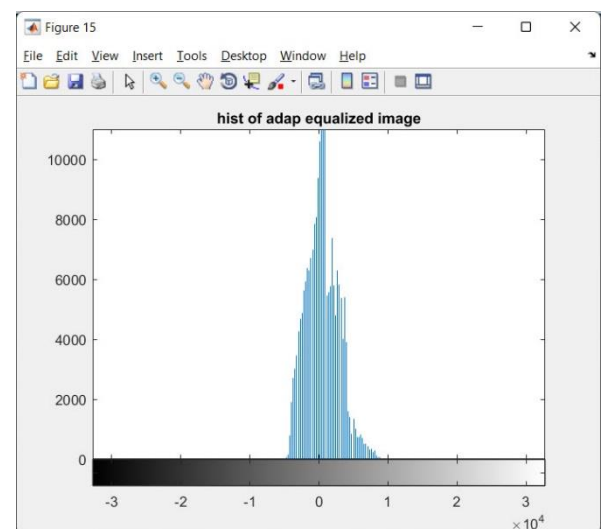 Figure 15
File Edit View Insert Tools Desktop Window Help
hist of adap equalized image
10000
8000
6000
4000
2000
0
-3 -2 -1 0 1 2 3
× 10⁴